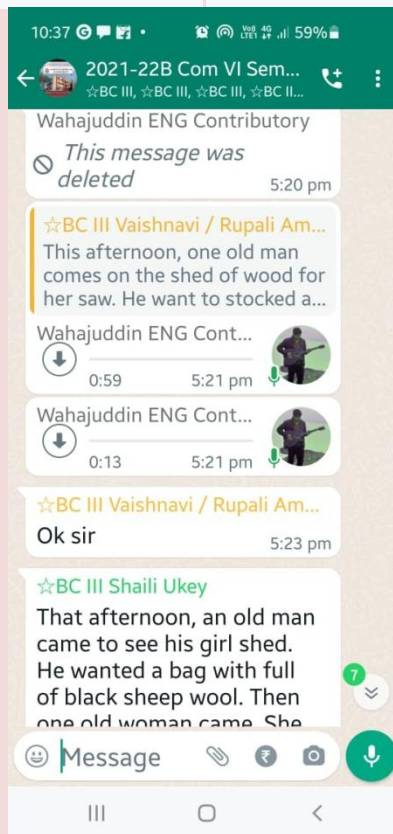 10:37 G
Vo)) 4G
LTE1 59%
2021-22B Com VI Sem...
☆BC III, ☆BC III, ☆BC III, ☆BC II...
Wahajuddin ENG Contributory
This message was
deleted
5:20 pm
☆BC III Vaishnavi / Rupali Am...
This afternoon, one old man
comes on the shed of wood for
her saw. He want to stocked a...
Wahajuddin ENG Cont...
0:59 5:21 pm
Wahajuddin ENG Cont...
0:13 5:21 pm
☆BC III Vaishnavi / Rupali Am...
Ok sir
5:23 pm
☆BC III Shaili Ukey
That afternoon, an old man
came to see his girl shed.
He wanted a bag with full
of black sheep wool. Then
one old woman came. She
7
Message
₹